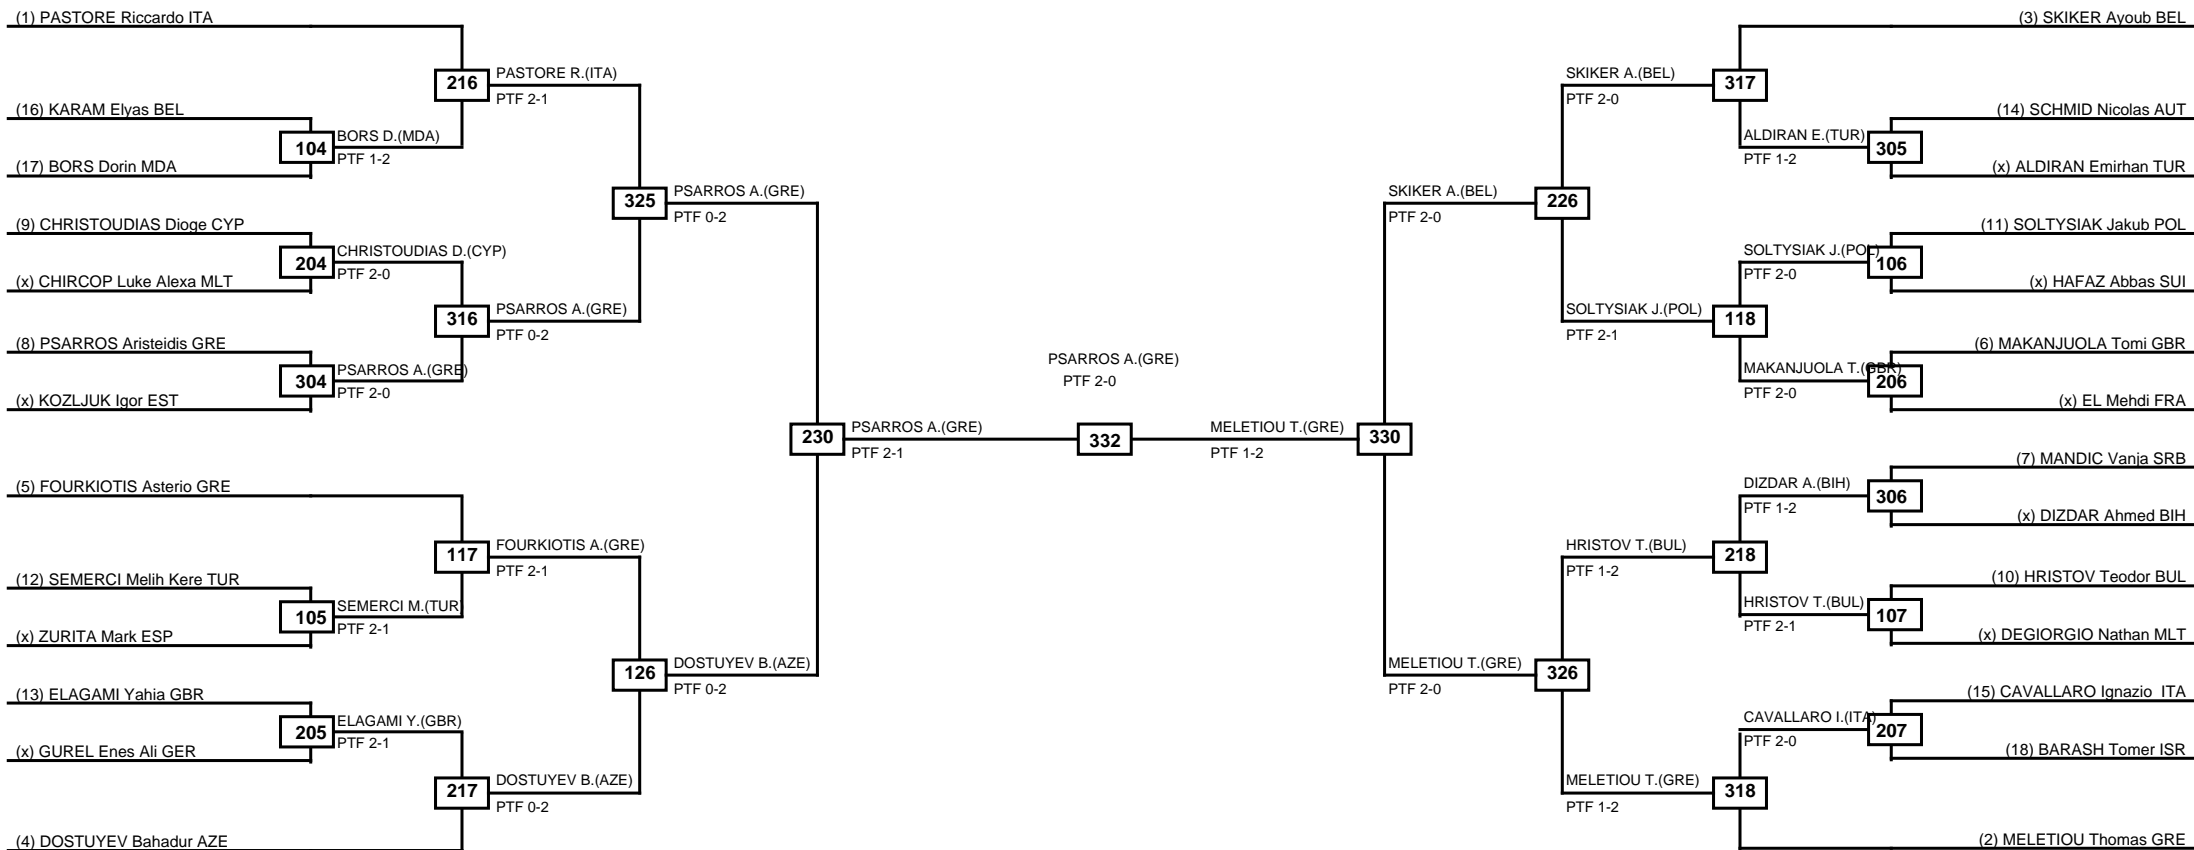 (1) PASTORE Riccardo ITA
(16) KARAM Elyas BEL
(17) BORS Dorin MDA
(9) CHRISTOUDIAS Dioge CYP
(x) CHIRCOP Luke Alexa MLT
(8) PSARROS Aristeidis GRE
(x) KOZLJUK Igor EST
(5) FOURKIOTIS Asterio GRE
(12) SEMERCI Melih Kere TUR
(x) ZURITA Mark ESP
(13) ELAGAMI Yahia GBR
(x) GUREL Enes Ali GER
(4) DOSTUYEV Bahadur AZE
104
BORS D.(MDA)
PTF 1-2
204
CHRISTOUDIAS D.(CYP)
PTF 2-0
304
PSARROS A.(GRE)
PTF 2-0
105
SEMERCI M.(TUR)
PTF 2-1
205
ELAGAMI Y.(GBR)
PTF 2-1
216
PASTORE R.(ITA)
PTF 2-1
316
PSARROS A.(GRE)
PTF 0-2
117
FOURKIOTIS A.(GRE)
PTF 2-1
217
DOSTUYEV B.(AZE)
PTF 0-2
325
PSARROS A.(GRE)
PTF 0-2
126
DOSTUYEV B.(AZE)
PTF 0-2
230
PSARROS A.(GRE)
PTF 2-1
PSARROS A.(GRE)
PTF 2-0
332
MELETIOU T.(GRE)
PTF 1-2
330
SKIKER A.(BEL)
PTF 2-0
226
MELETIOU T.(GRE)
PTF 2-0
326
SKIKER A.(BEL)
PTF 2-0
317
SOLTYSIAK J.(POL)
PTF 2-1
118
HRISTOV T.(BUL)
PTF 1-2
218
MELETIOU T.(GRE)
PTF 1-2
318
ALDIRAN E.(TUR)
PTF 1-2
305
SOLTYSIAK J.(POL)
PTF 2-0
106
MAKANJUOLA T.(GBR)
PTF 2-0
206
DIZDAR A.(BIH)
PTF 1-2
306
HRISTOV T.(BUL)
PTF 2-1
107
CAVALLARO I.(ITA)
PTF 2-0
207
(3) SKIKER Ayoub BEL
(14) SCHMID Nicolas AUT
(x) ALDIRAN Emirhan TUR
(11) SOLTYSIAK Jakub POL
(x) HAFAZ Abbas SUI
(6) MAKANJUOLA Tomi GBR
(x) EL Mehdi FRA
(7) MANDIC Vanja SRB
(x) DIZDAR Ahmed BIH
(10) HRISTOV Teodor BUL
(x) DEGIORGIO Nathan MLT
(15) CAVALLARO Ignazio ITA
(18) BARASH Tomer ISR
(2) MELETIOU Thomas GRE